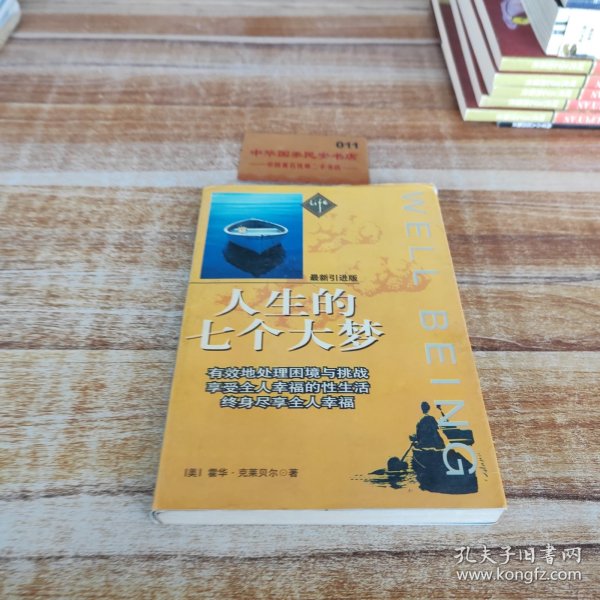 011
中华国学民安书店
Life
最新引进版
人生的
七个大梦
有效地处理困境与挑战
享受全人幸福的性生活
终身尽享全人幸福
[美] 霍华·克莱贝尔◎著
WELL BEING
孔夫子旧书网
www.kongfz.com